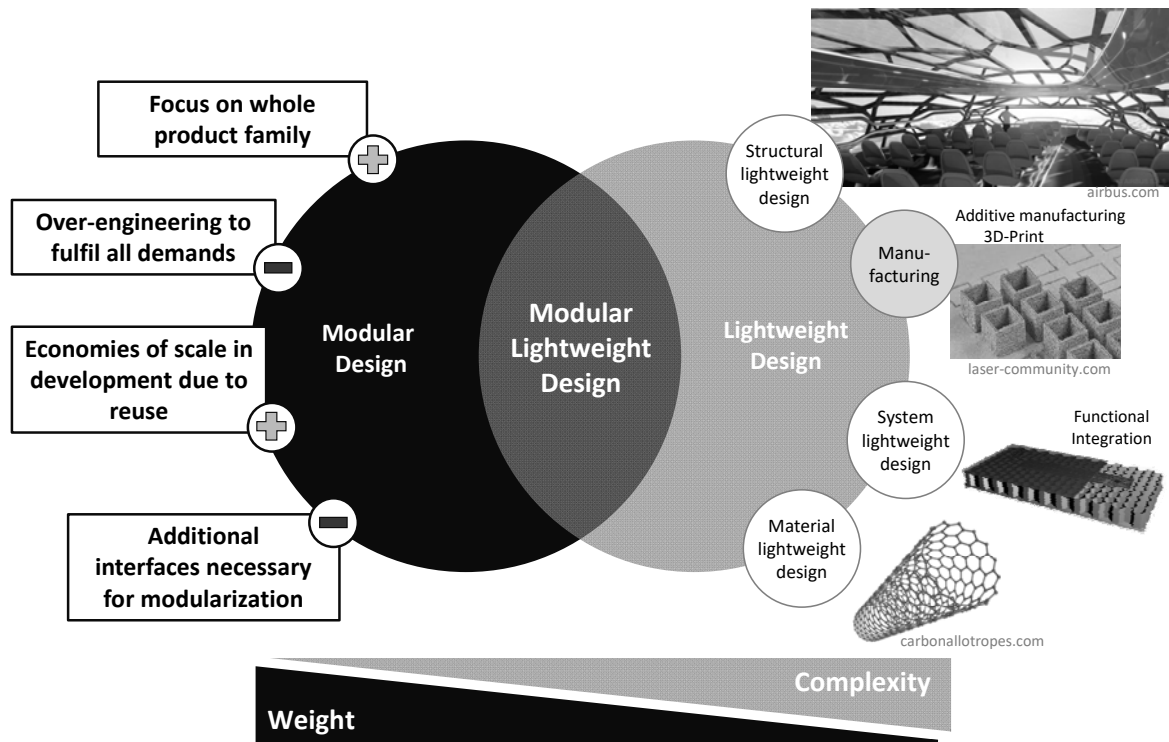 Focus on whole
product family
Over-engineering to
fulfil all demands
Economies of scale in
development due to
reuse
Additional
interfaces necessary
for modularization
Modular
Design
Modular
Lightweight
Design
Lightweight
Design
Structural
lightweight
design
Manu-
facturing
System
lightweight
design
Material
lightweight
design
airbus.com
Additive manufacturing
3D-Print
laser-community.com
Functional
Integration
carbonallotropes.com
Complexity
Weight